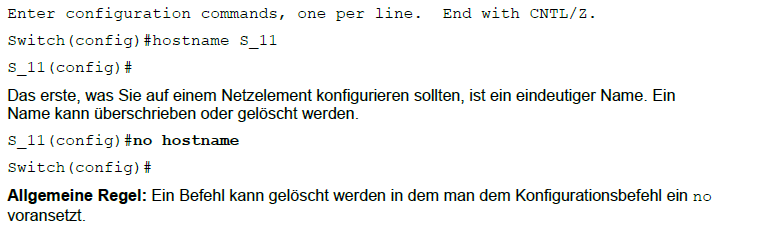 Enter configuration commands, one per line.  End with CNTL/Z.
Switch(config)#hostname S_11
S_11(config)#
Das erste, was Sie auf einem Netzelement konfigurieren sollten, ist ein eindeutiger Name. Ein
Name kann überschrieben oder gelöscht werden.
S_11(config)#no hostname
Switch(config)#
Allgemeine Regel: Ein Befehl kann gelöscht werden in dem man dem Konfigurationsbefehl ein no
voransetzt.